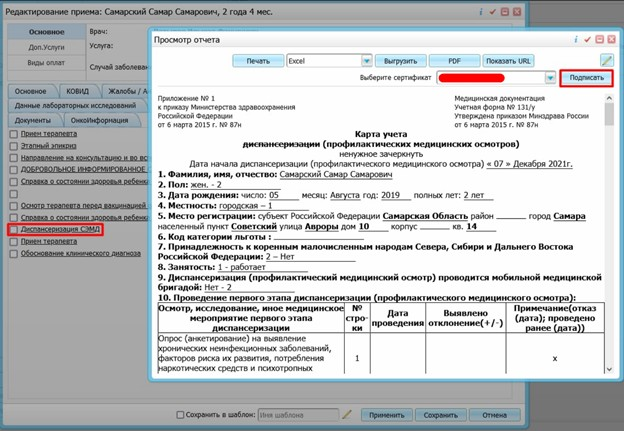 Редактирование приема: Самарский Самар Самарович, 2 года 4 мес.
Основное
Врач:
Доп.Услуги
Услуга:
Виды оплат
Случай заболева
Основное КОВИД Жалобы / А
Данные лабораторных исследований
Документы ОнкоИнформация
Прием терапевта
Этапный эпикриз
Направление на консультацию и во вс
ДОБРОВОЛЬНОЕ ИНФОРМИРОВАННОЕ
Справка о состоянии здоровья ребенк
Осмотр терапевта перед вакцинацией
Справка о состоянии здоровья ребенк
Диспансеризация СЭМД
Прием терапевта
Обоснование клинического диагноза
Сохранить в шаблон: Имя шаблона Применить Сохранить Отмена
Просмотр отчета
Печать Excel Выгрузить PDF Показать URL
Выберите сертификат Подписать
Приложение № 1
к приказу Министерства здравоохранения
Российской Федерации
от 6 марта 2015 г. № 87н
Медицинская документация
Учетная форма № 131/у
Утверждена приказом Минздрава России
от 6 марта 2015 г. № 87н
Карта учета
диспансеризации (профилактических медицинских осмотров)
ненужное зачеркнуть
Дата начала диспансеризации (профилактического медицинского осмотра) « 07 » Декабря 2021г.
1. Фамилия, имя, отчество: Самарский Самар Самарович
2. Пол: жен. - 2
3. Дата рождения: число: 05 месяц: Августа год: 2019 полных лет: 2 лет
4. Местность: городская – 1
5. Место регистрации: субъект Российской Федерации Самарская Область район город Самара
населенный пункт Советский улица Авроры дом 10 корпус кв. 14
6. Код категории льготы :
7. Принадлежность к коренным малочисленным народам Севера, Сибири и Дальнего Востока
Российской Федерации: 2 – Нет
8. Занятость: 1 - работает
9. Диспансеризация (профилактический медицинский осмотр) проводится мобильной медицинской
бригадой: Нет - 2
10. Проведение первого этапа диспансеризации (профилактического медицинского осмотра):
Осмотр, исследование, иное медицинское
мероприятие первого этапа
диспансеризации
№
стро-
ки
Дата
проведения
Выявлено
отклонение(+/-)
Примечание(отказ
(дата); проведено
ранее (дата))
Опрос (анкетирование) на выявление
хронических неинфекционных заболеваний,
факторов риска их развития, потребления
наркотических средств и психотропных
1
x